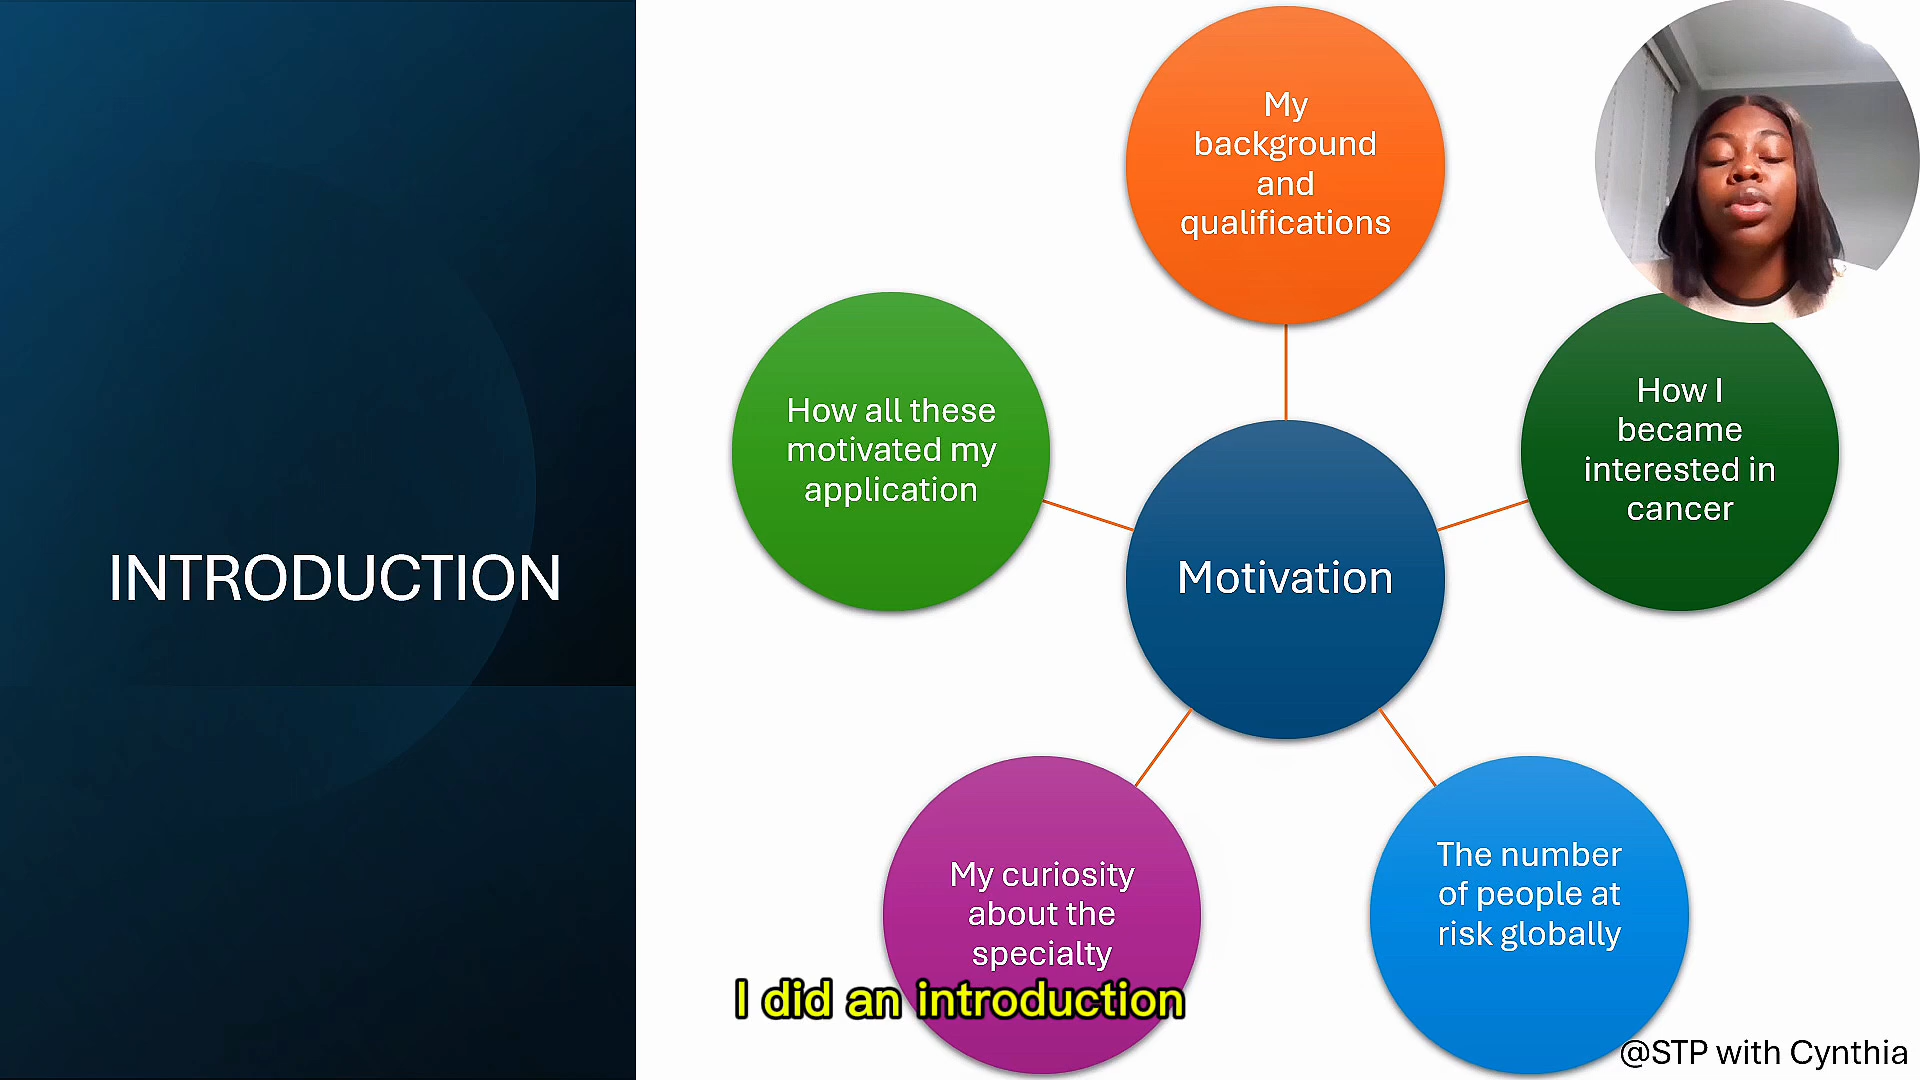 INTRODUCTION
My
background
and
qualifications
How I
became
interested in
cancer
The number
of people at
risk globally
My curiosity
about the
specialty
How all these
motivated my
application
Motivation
I did an introduction
@STP with Cynthia